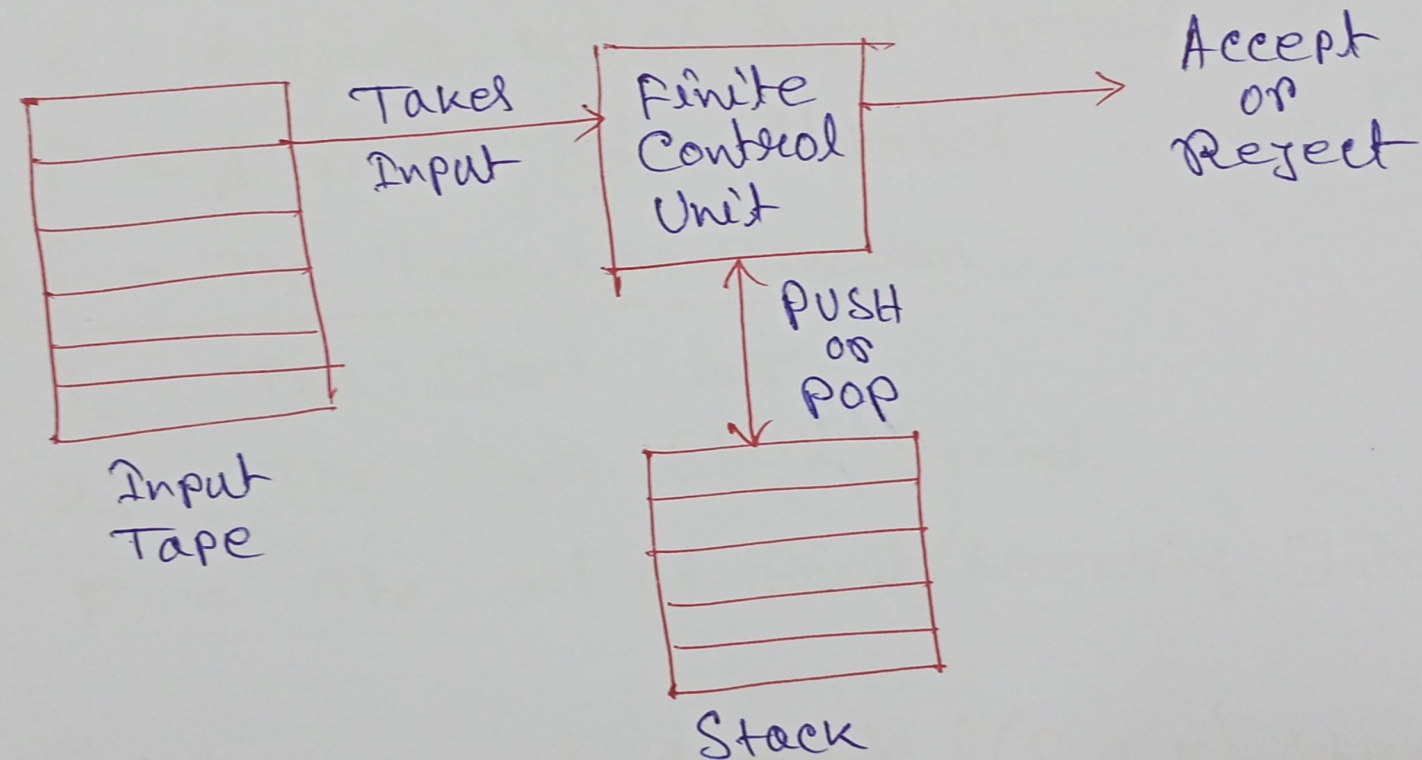 Takes
Input
Finite
Control
Unit
Accept
or
Reject
PUSH
or
POP
Input
Tape
Stack